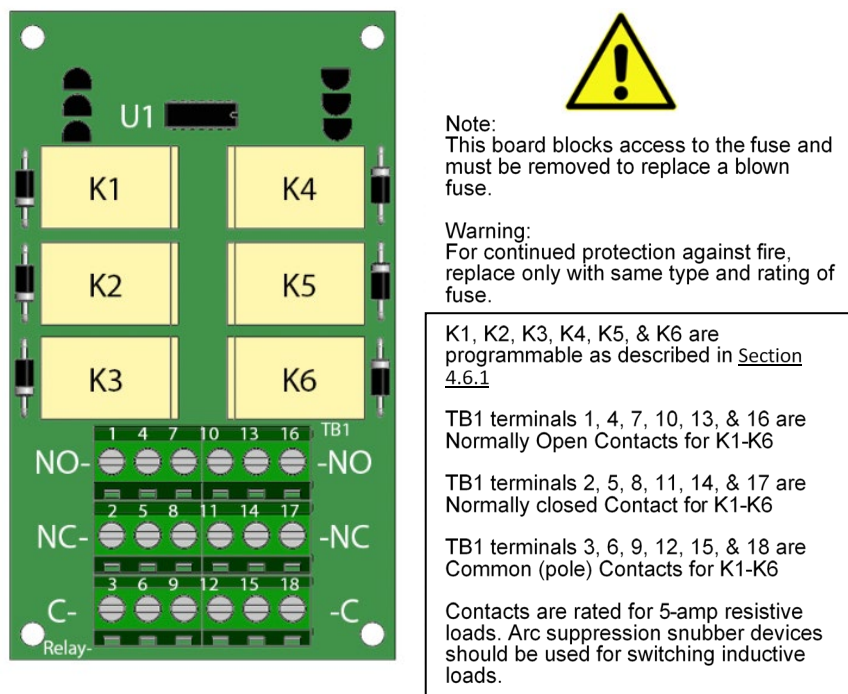 U1
K1
K4
K2
K5
K3
K6
TB1
1 4 7 10 13 16
NO- -NO
2 5 8 11 14 17
NC- -NC
3 6 9 12 15 18
C- -C
Relay-
Note:
This board blocks access to the fuse and
must be removed to replace a blown
fuse.
Warning:
For continued protection against fire,
replace only with same type and rating of
fuse.
K1, K2, K3, K4, K5, & K6 are
programmable as described in Section
4.6.1
TB1 terminals 1, 4, 7, 10, 13, & 16 are
Normally Open Contacts for K1-K6
TB1 terminals 2, 5, 8, 11, 14, & 17 are
Normally closed Contact for K1-K6
TB1 terminals 3, 6, 9, 12, 15, & 18 are
Common (pole) Contacts for K1-K6
Contacts are rated for 5-amp resistive
loads. Arc suppression snubber devices
should be used for switching inductive
loads.